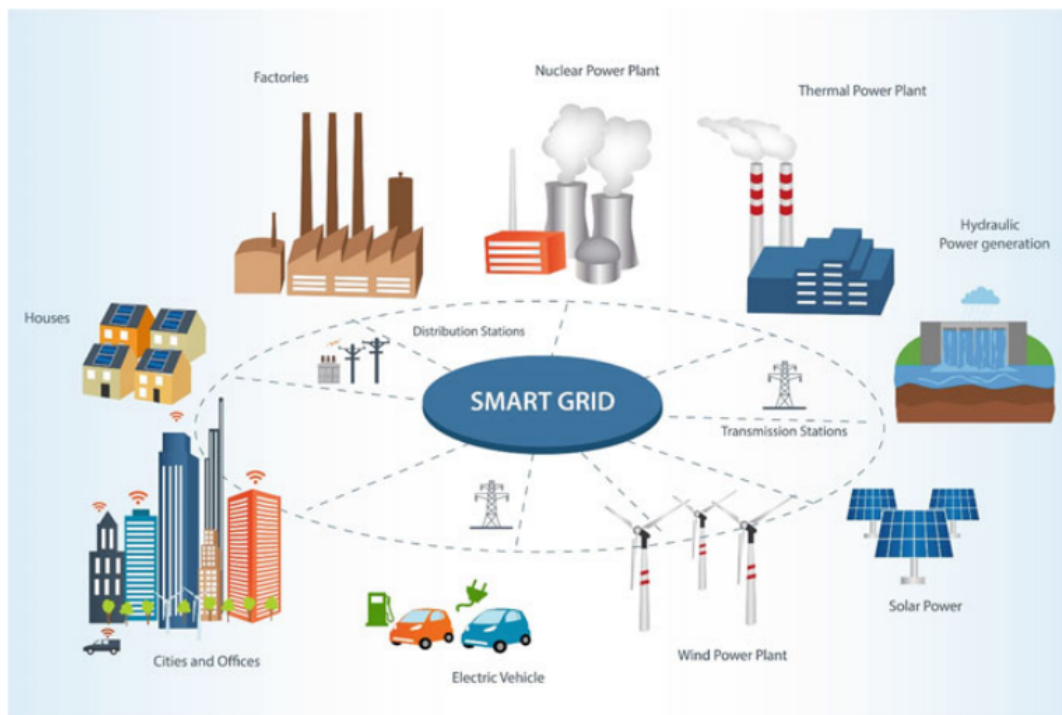 Factories
Nuclear Power Plant
Thermal Power Plant
Hydraulic
Power generation
Houses
Distribution Stations
SMART GRID
Transmission Stations
Solar Power
Wind Power Plant
Cities and Offices
Electric Vehicle